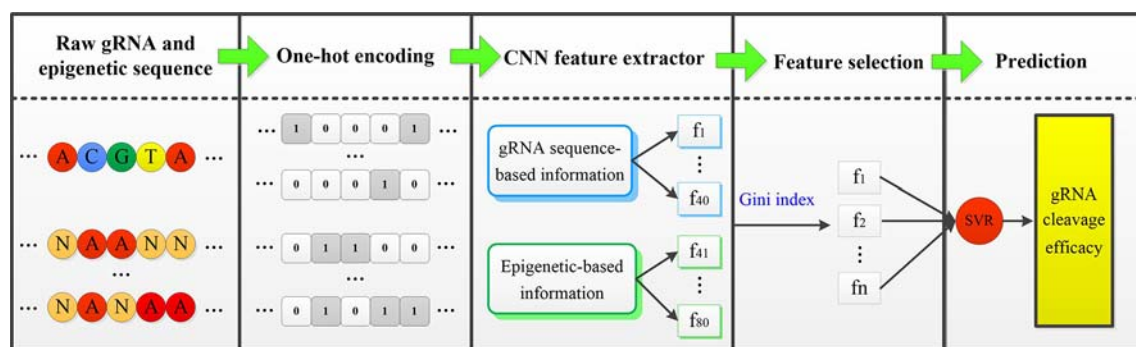 Raw gRNA and
epigenetic sequence
One-hot encoding
CNN feature extractor
Feature selection
Prediction
... A C G T A ...
... N A A N N ...
...
... N A N A A ...
... 1 0 0 0 1 ...
...
... 0 0 0 1 0 ...
... 0 1 1 0 0 ...
...
... 0 1 0 1 1 ...
gRNA sequence-
based information
f1
⋮
f40
Epigenetic-based
information
f41
⋮
f80
Gini index
f1
f2
⋮
fn
SVR
gRNA
cleavage
efficacy